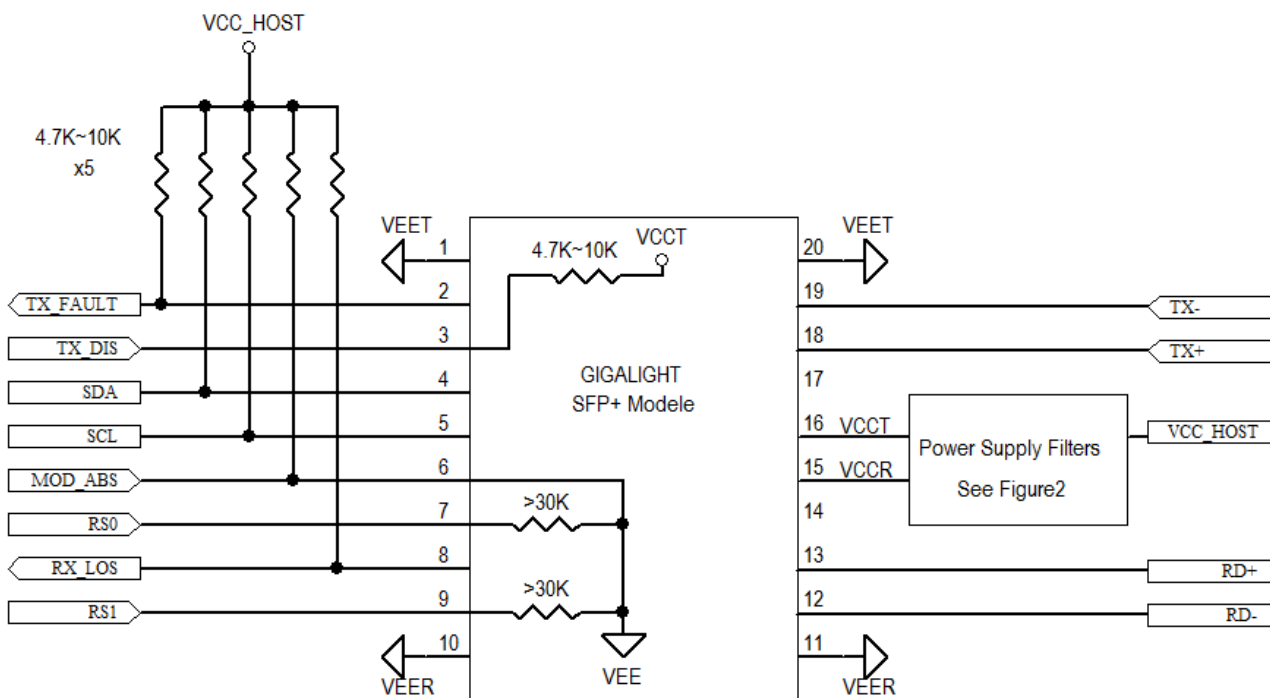 VCC_HOST
4.7K~10K
x5
VEET
1
4.7K~10K
VCCT
20
VEET
TX_FAULT
2
19
TX-
TX_DIS
3
18
TX+
SDA
4
GIGALIGHT
SFP+ Modele
17
SCL
5
16
VCCT
Power Supply Filters
See Figure2
VCC_HOST
MOD_ABS
6
15
VCCR
RS0
7
>30K
14
RX_LOS
8
13
RD+
RS1
9
>30K
12
RD-
10
VEER
VEE
11
VEER